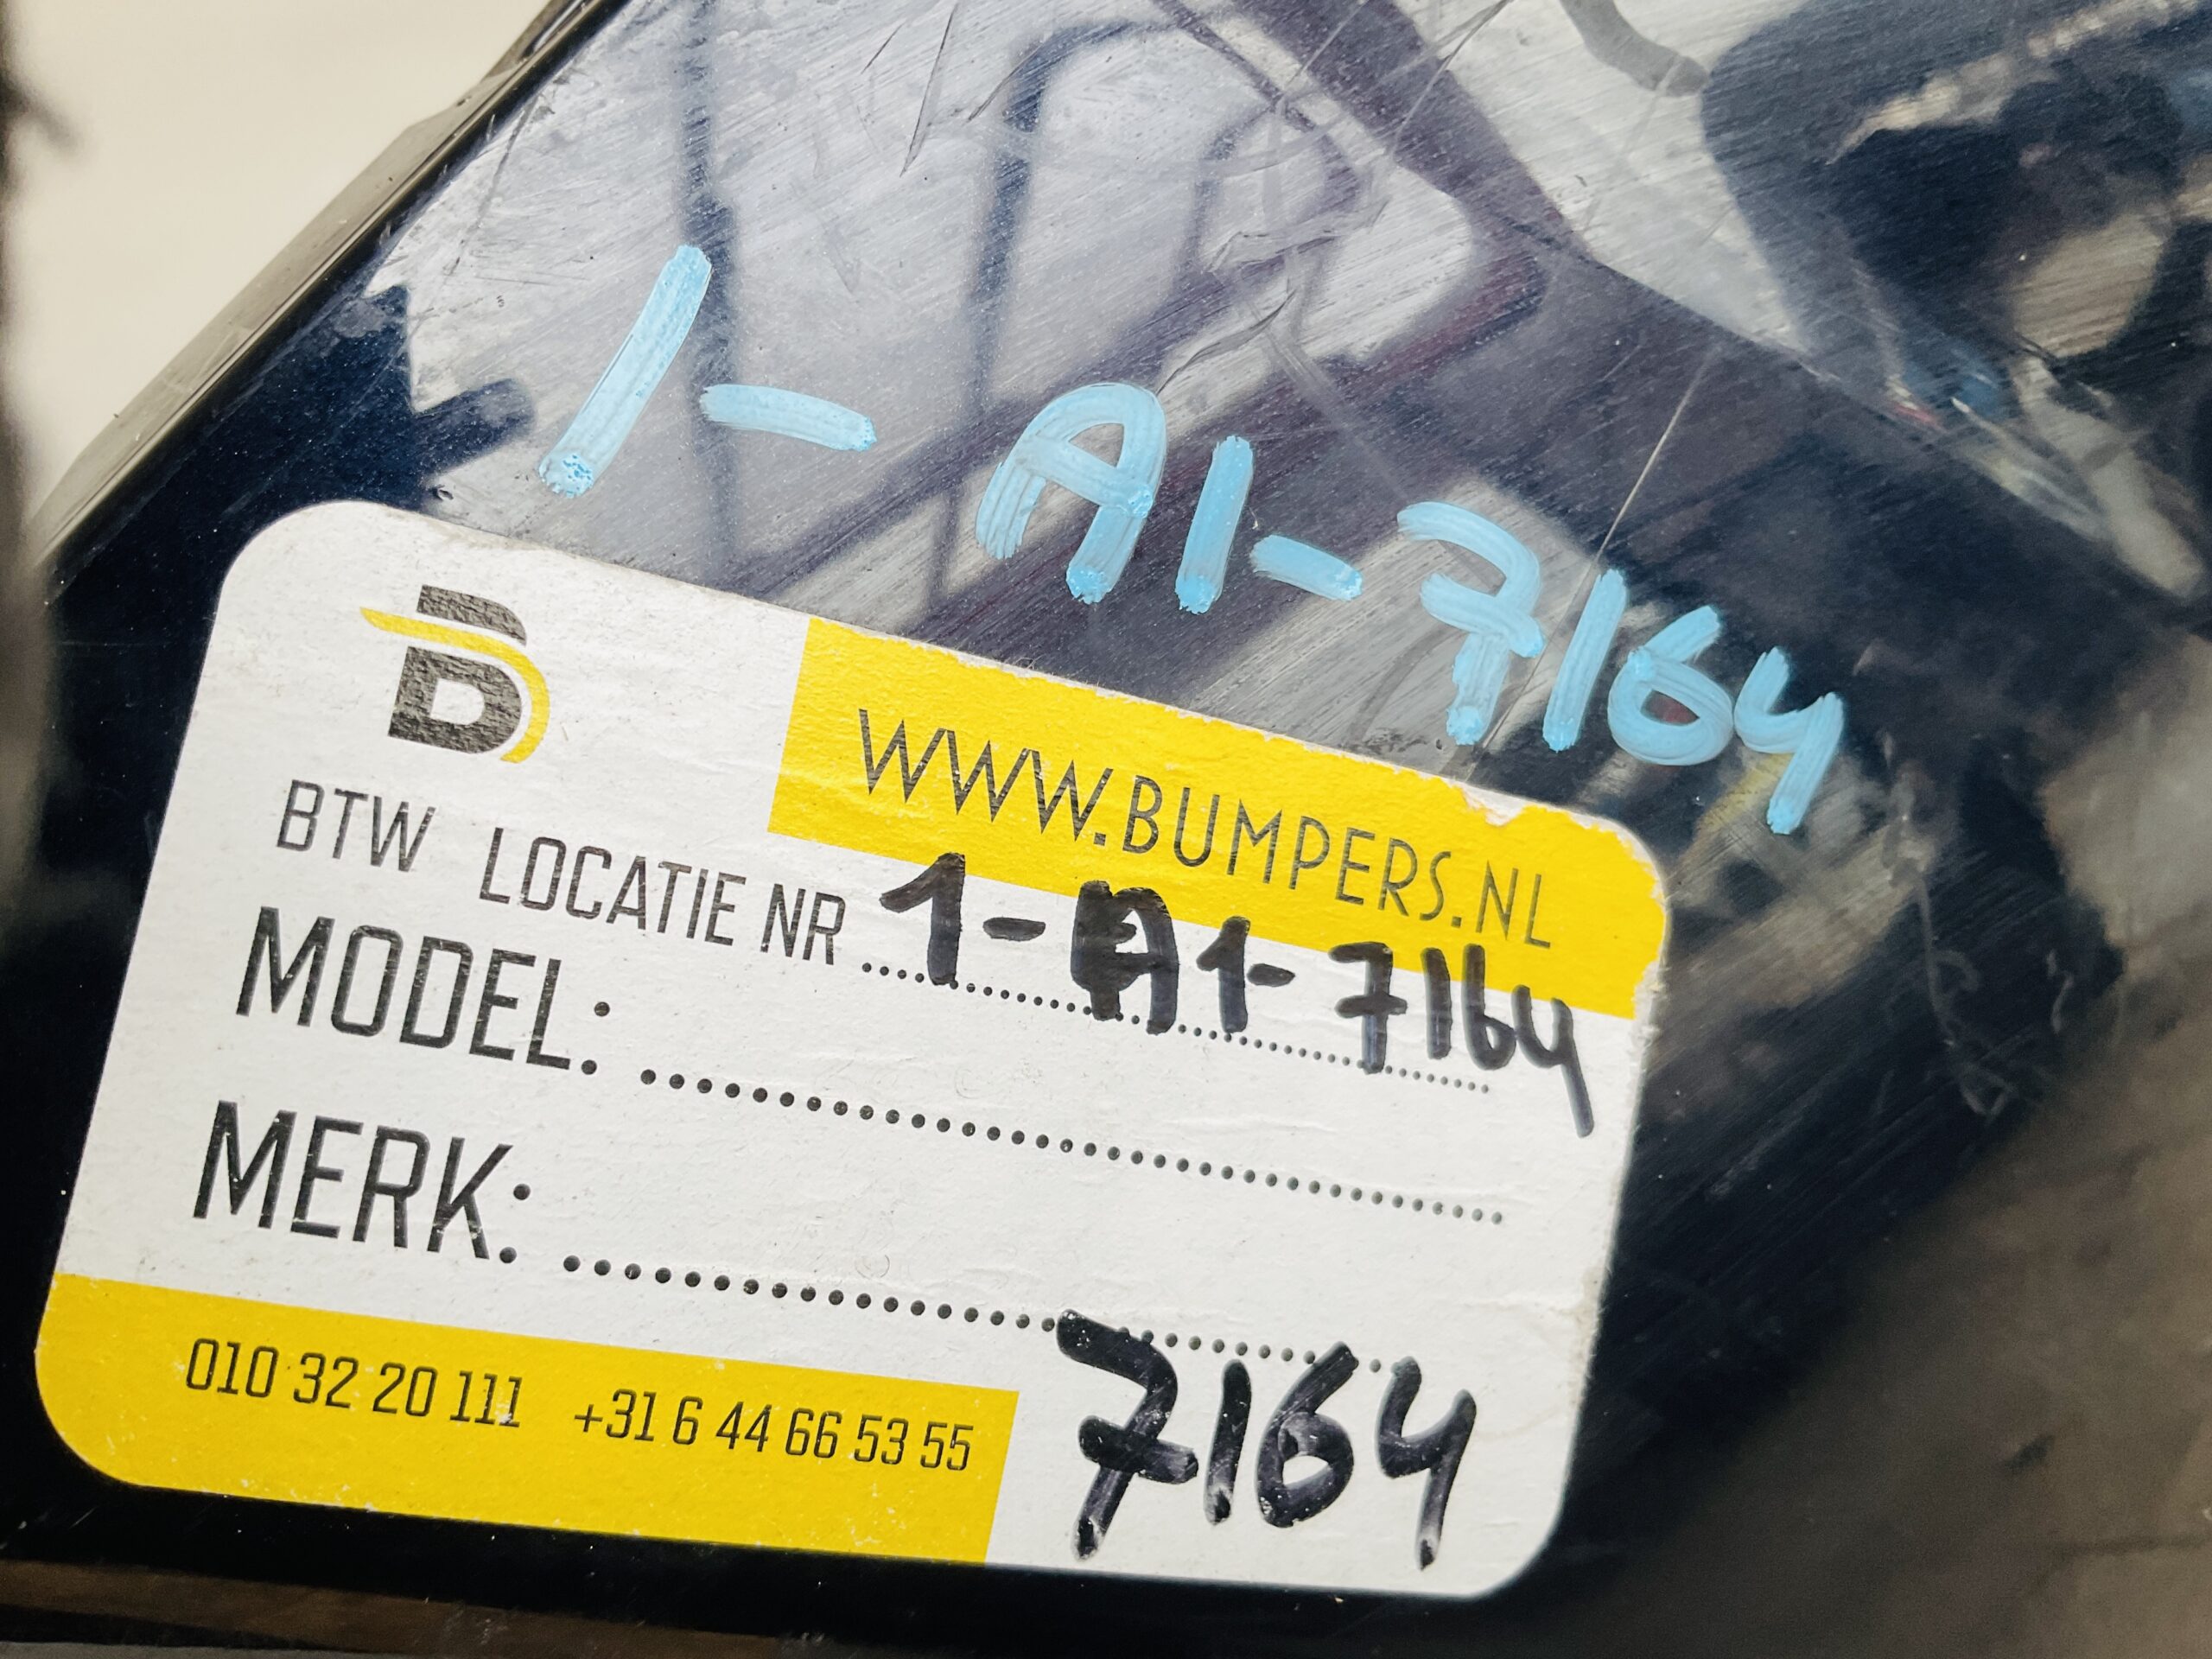 1-A1-7164
B
WWW.BUMPERS.NL
BTW LOCATIE NR 1-A1-7164
MODEL:
MERK:
010 32 20 111 +31 6 44 66 53 55
7164